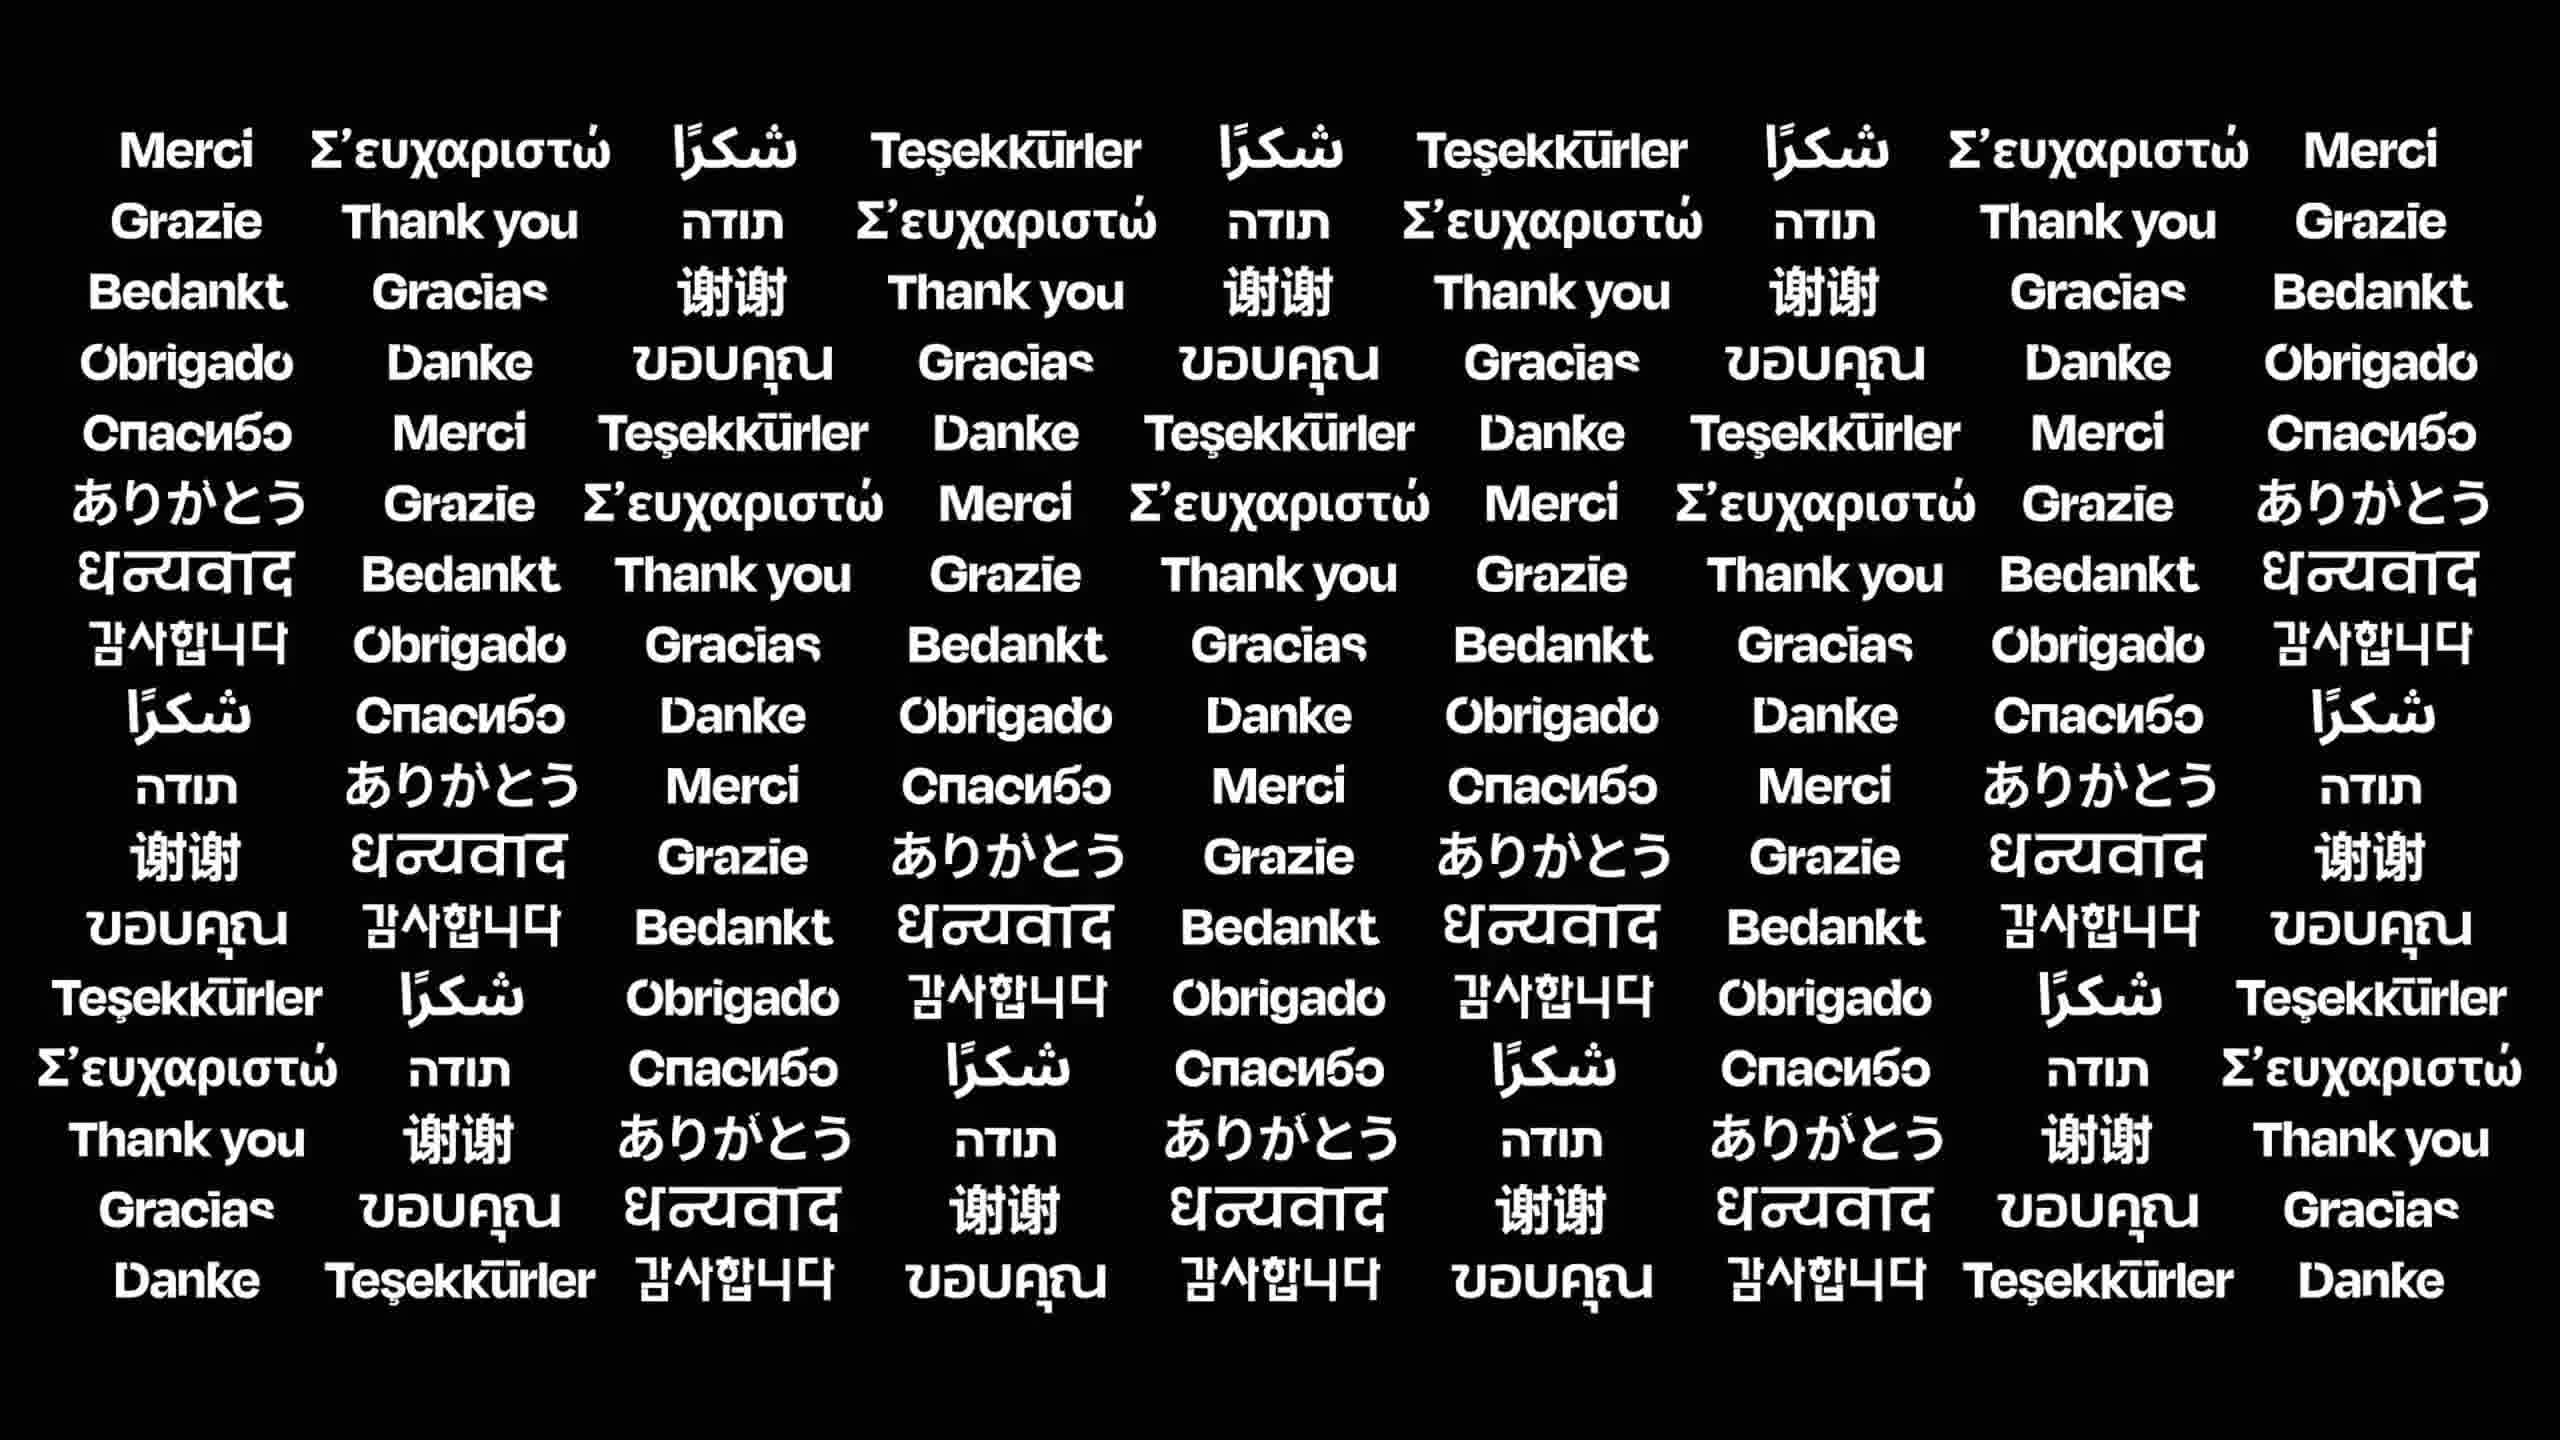 Merci Σ’ευχαριστώ شكرًا Teşekkürler شكرًا Teşekkürler شكرًا Σ’ευχαριστώ Merci
Grazie Thank you תודה Σ’ευχαριστώ תודה Σ’ευχαριστώ תודה Thank you Grazie
Bedankt Gracias 谢谢 Thank you 谢谢 Thank you 谢谢 Gracias Bedankt
Obrigado Danke ขอบคุณ Gracias ขอบคุณ Gracias ขอบคุณ Danke Obrigado
Спасибо Merci Teşekkürler Danke Teşekkürler Danke Teşekkürler Merci Спасибо
ありがとう Grazie Σ’ευχαριστώ Merci Σ’ευχαριστώ Merci Σ’ευχαριστώ Grazie ありがとう
धन्यवाद Bedankt Thank you Grazie Thank you Grazie Thank you Bedankt धन्यवाद
감사합니다 Obrigado Gracias Bedankt Gracias Bedankt Gracias Obrigado 감사합니다
شكرًا Спасибо Danke Obrigado Danke Obrigado Danke Спасибо شكرًا
תודה ありがとう Merci Спасибо Merci Спасибо Merci ありがとう תודה
谢谢 धन्यवाद Grazie ありがとう Grazie ありがとう Grazie धन्यवाद 谢谢
ขอบคุณ 감사합니다 Bedankt धन्यवाद Bedankt धन्यवाद Bedankt 감사합니다 ขอบคุณ
Teşekkürler شكرًا Obrigado 감사합니다 Obrigado 감사합니다 Obrigado شكرًا Teşekkürler
Σ’ευχαριστώ תודה Спасибо شكرًا Спасибо شكرًا Спасибо תודה Σ’ευχαριστώ
Thank you 谢谢 ありがとう תודה ありがとう תודה ありがとう 谢谢 Thank you
Gracias ขอบคุณ धन्यवाद 谢谢 धन्यवाद 谢谢 धन्यवाद ขอบคุณ Gracias
Danke Teşekkürler 감사합니다 ขอบคุณ 감사합니다 ขอบคุณ 감사합니다 Teşekkürler Danke